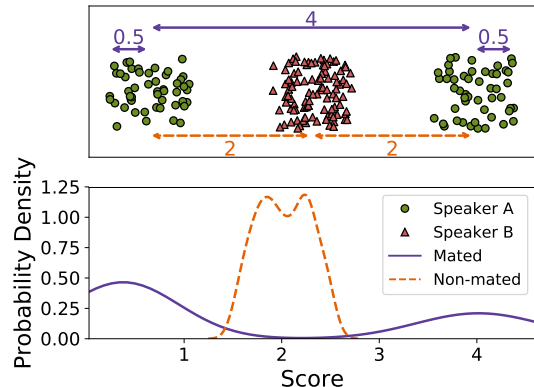 4
0.5
0.5
2
2
1.25
1.00
0.75
0.50
0.25
0.00
Probability Density
Speaker A
Speaker B
Mated
Non-mated
1
2
3
4
Score